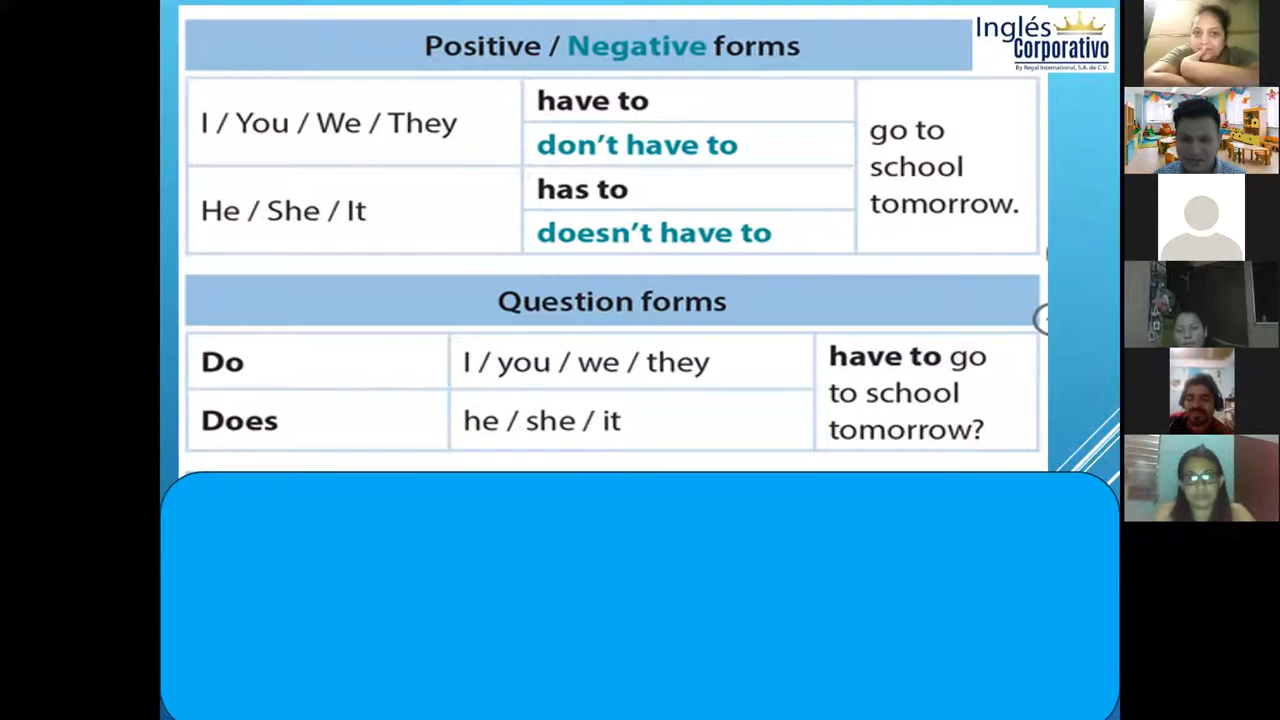 Positive / Negative forms
Inglés
Corporativo
By Regal International, S.A. de C.V.
I / You / We / They
have to
don't have to
go to
school
tomorrow.
He / She / It
has to
doesn't have to
Question forms
Do
I / you / we / they
have to go
to school
tomorrow?
Does
he / she / it